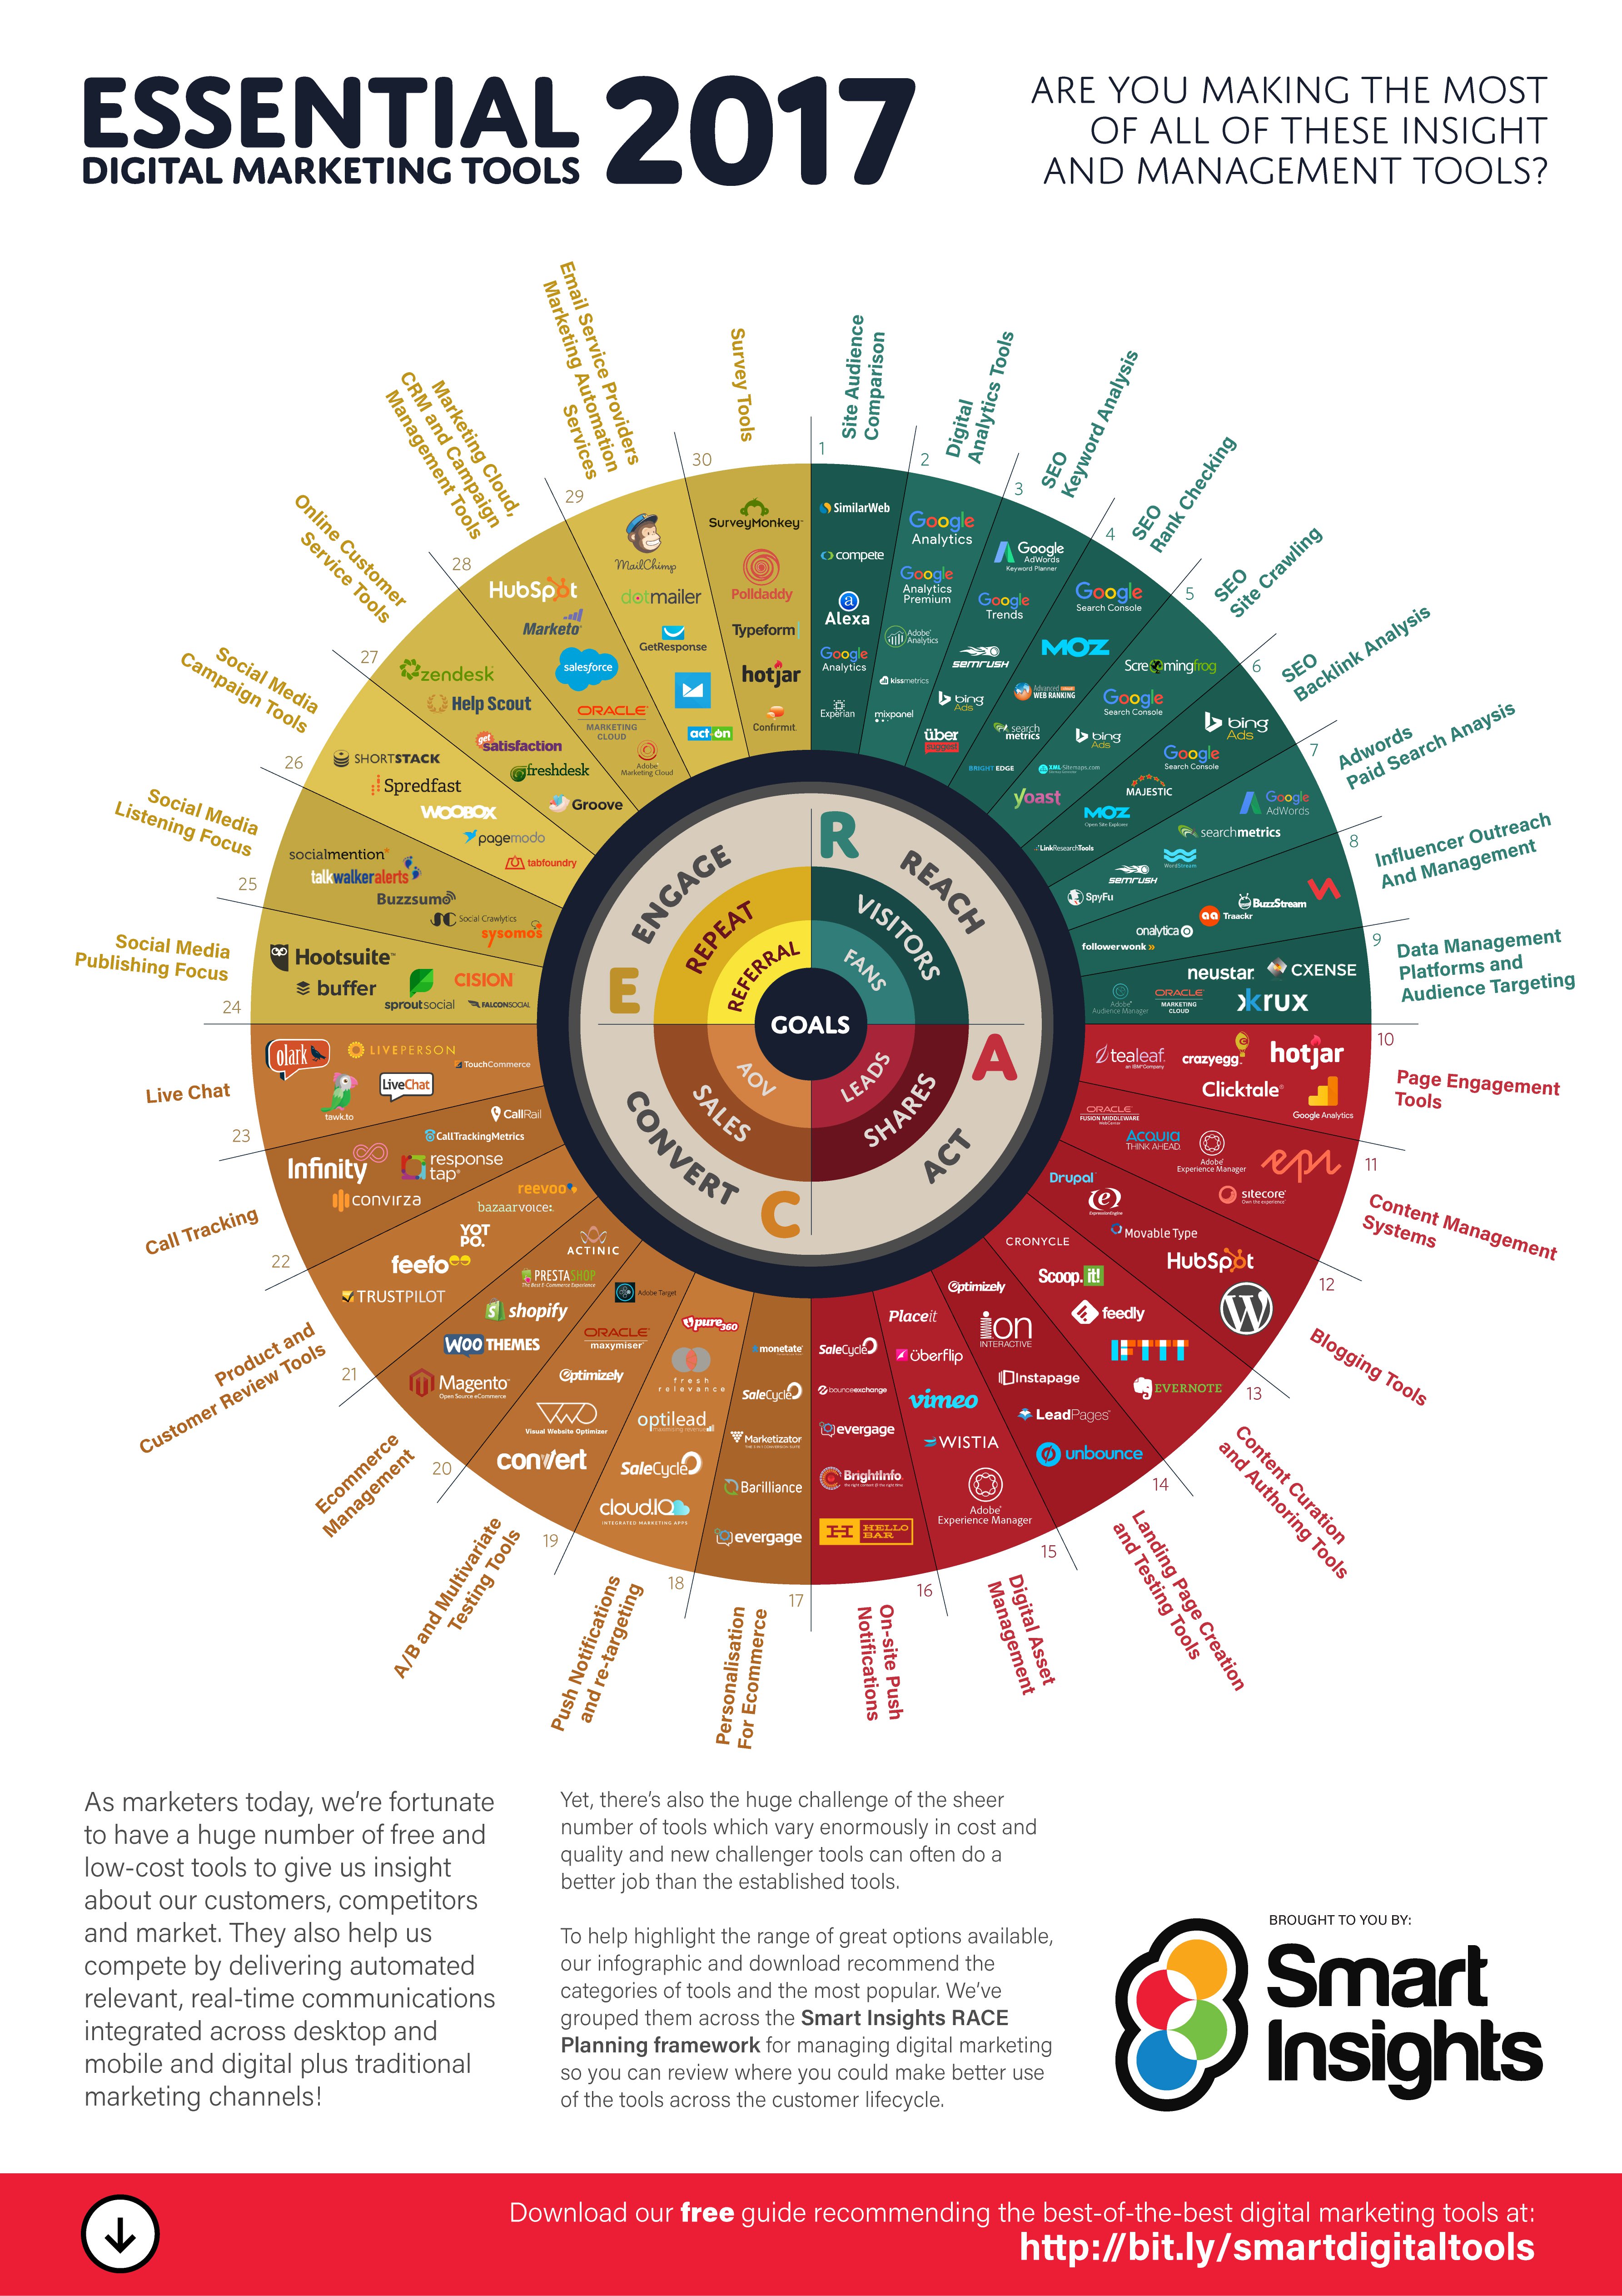 ESSENTIAL
DIGITAL MARKETING TOOLS
2017
ARE YOU MAKING THE MOST
OF ALL OF THESE INSIGHT
AND MANAGEMENT TOOLS?
1
Site Audience
Comparison
SimilarWeb
compete
Alexa
Google
Analytics
Experian
2
Digital
Analytics Tools
Google
Analytics
Google
Analytics
Premium
Adobe
Analytics
kissmetrics
mixpanel
3
SEO
Keyword Analysis
Google
AdWords
Keyword Planner
Google
Trends
semrush
bing
Ads
über
suggest
4
SEO
Rank Checking
Google
Search Console
MOZ
Advanced
WEB RANKING
search
metrics
BRIGHT EDGE
5
SEO
Site Crawling
Screamingfrog
Google
Search Console
bing
Ads
XML-Sitemaps.com
yoast
6
SEO
Backlink Analysis
bing
Ads
Google
Search Console
MAJESTIC
MOZ
Open Site Explorer
LinkResearchTools
7
Adwords
Paid Search Anaysis
Google
AdWords
searchmetrics
WordStream
semrush
SpyFu
8
Influencer Outreach
And Management
BuzzStream
aa
Traackr
onalytica
followerwonk
9
Data Management
Platforms and
Audience Targeting
neustar
CXENSE
Adobe
Audience Manager
ORACLE
MARKETING
CLOUD
krux
10
Page Engagement
Tools
tealeaf
an IBM Company
crazyegg
hotjar
Clicktale
Google Analytics
11
Content Management
Systems
ORACLE
FUSION MIDDLEWARE
WebCenter
Acquia
THINK AHEAD
Adobe
Experience Manager
epi
sitecore
Own the experience
12
Blogging Tools
Drupal
ExpressionEngine
Movable Type
HubSpot
W
13
Content Curation
and Authoring Tools
CRONYCLE
Scoop.it!
feedly
IFTTT
EVERNOTE
14
Landing Page Creation
and Testing Tools
Optimizely
ion
INTERACTIVE
Instapage
LeadPages
unbounce
15
Digital Asset
Management
Placeit
überflip
vimeo
WISTIA
Adobe
Experience Manager
16
On-site Push
Notifications
SaleCycle
bounceexchange
evergage
BrightInfo
the right content @ the right time
H HELLO
BAR
17
Personalisation
For Ecommerce
monetate
SaleCycle
Marketizator
Barilliance
evergage
18
Push Notifications
and re-targeting
pure360
fresh
relevance
optilead
SaleCycle
cloud.IQ
INTEGRATED MARKETING APPS
19
A/B and Multivariate
Testing Tools
Adobe Target
ORACLE
maxymiser
Optimizely
VWO
Visual Website Optimizer
convert
20
Ecommerce
Management
ACTINIC
PRESTASHOP
The Best E-Commerce Experience
shopify
WOO THEMES
Magento
Open Source eCommerce
21
Product and
Customer Review Tools
reevoo
bazaarvoice
YOT
PO.
feefo
TRUSTPILOT
22
Call Tracking
CallRail
CallTrackingMetrics
Infinity
response
tap
convirza
23
Live Chat
olark
LIVEPERSON
TouchCommerce
tawk.to
LiveChat
24
Social Media
Publishing Focus
Hootsuite
buffer
sproutsocial
CISION
FALCONSOCIAL
25
Social Media
Listening Focus
socialmention
talkwalkeralerts
Buzzsumo
Social Crawlytics
sysomos
26
Social Media
Campaign Tools
SHORTSTACK
Spredfast
WOOBOX
pagemodo
tabfoundry
27
Online Customer
Service Tools
zendesk
Help Scout
get
satisfaction
freshdesk
Groove
28
Marketing Cloud,
CRM and Campaign
Management Tools
HubSpot
Marketo
salesforce
ORACLE
MARKETING
CLOUD
Adobe
Marketing Cloud
29
Email Service Providers
Marketing Automation
Services
MailChimp
dotmailer
GetResponse
act-on
30
Survey Tools
SurveyMonkey
Polldaddy
Typeform
hotjar
Confirmit
R
REACH
VISITORS
FANS
A
ACT
SHARES
LEADS
C
CONVERT
SALES
AOV
E
ENGAGE
REPEAT
REFERRAL
GOALS
As marketers today, we're fortunate
to have a huge number of free and
low-cost tools to give us insight
about our customers, competitors
and market. They also help us
compete by delivering automated
relevant, real-time communications
integrated across desktop and
mobile and digital plus traditional
marketing channels!
Yet, there's also the huge challenge of the sheer
number of tools which vary enormously in cost and
quality and new challenger tools can often do a
better job than the established tools.
To help highlight the range of great options available,
our infographic and download recommend the
categories of tools and the most popular. We've
grouped them across the Smart Insights RACE
Planning framework for managing digital marketing
so you can review where you could make better use
of the tools across the customer lifecycle.
BROUGHT TO YOU BY:
Smart
Insights
Download our free guide recommending the best-of-the-best digital marketing tools at:
http://bit.ly/smartdigitaltools